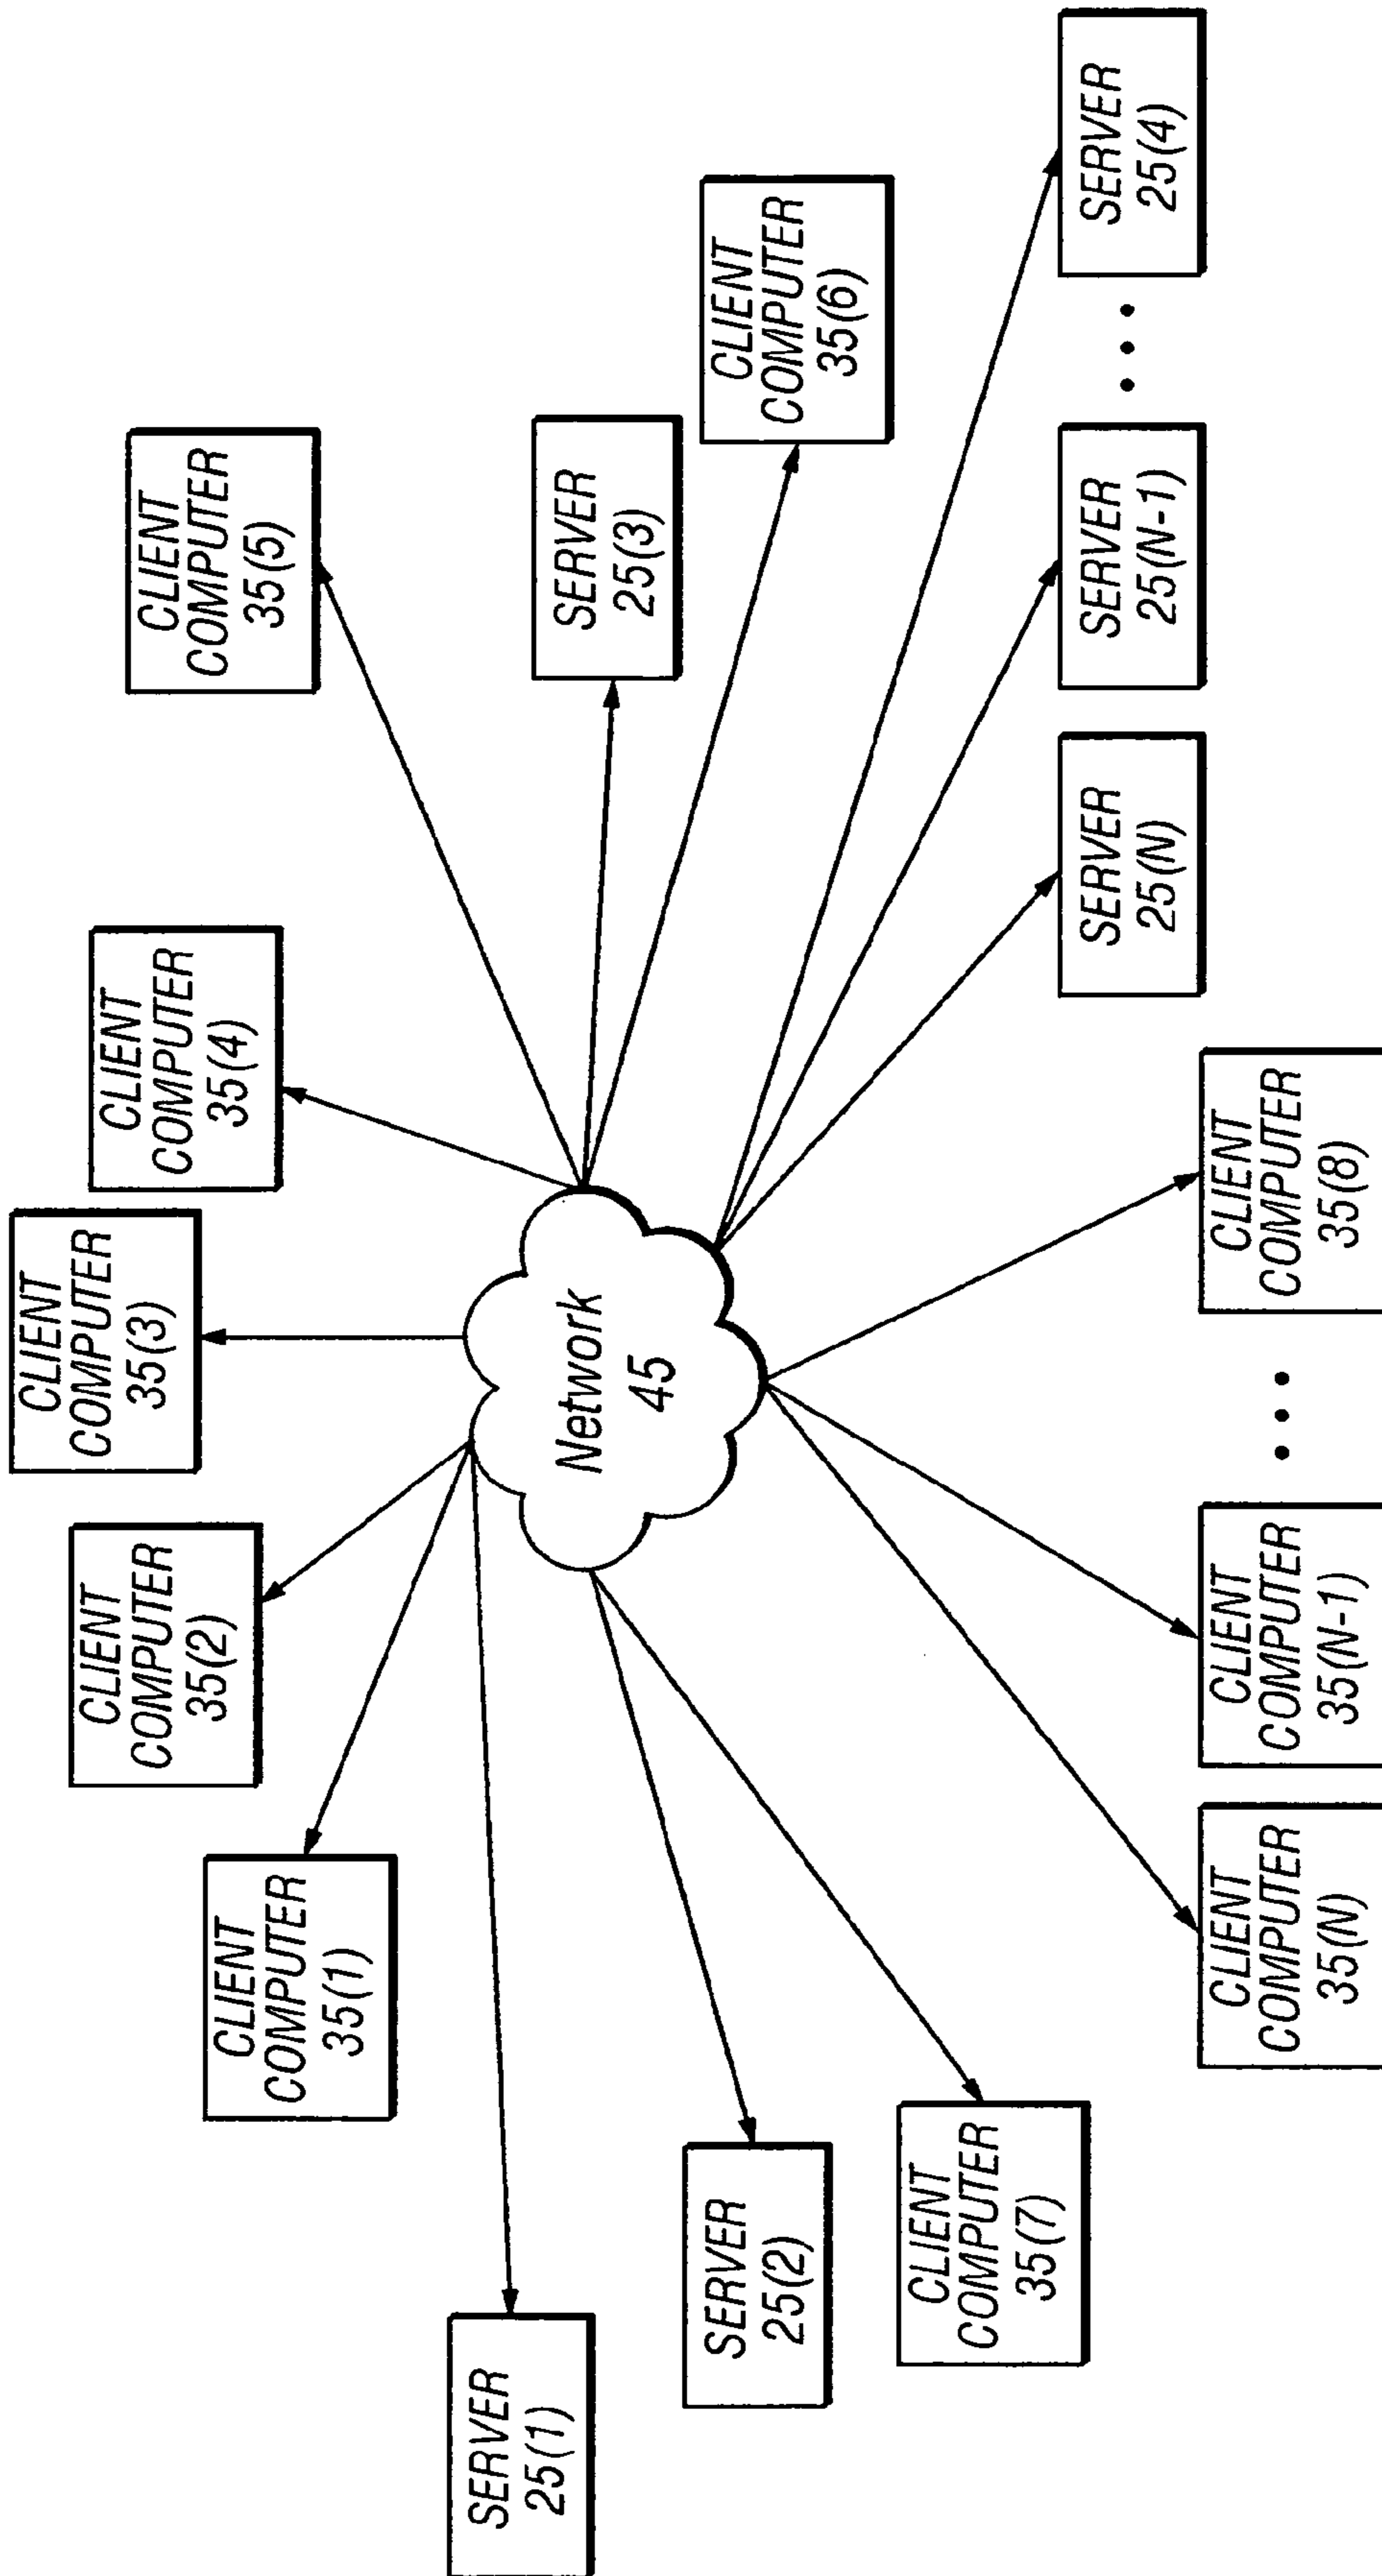 CLIENT
COMPUTER
35(3)
CLIENT
COMPUTER
35(2)
CLIENT
COMPUTER
35(4)
CLIENT
COMPUTER
35(5)
CLIENT
COMPUTER
35(1)
SERVER
25(1)
Network
45
SERVER
25(3)
SERVER
25(2)
CLIENT
COMPUTER
35(6)
CLIENT
COMPUTER
35(7)
SERVER
25(N)
SERVER
25(N-1)
• • •
SERVER
25(4)
CLIENT
COMPUTER
35(N)
CLIENT
COMPUTER
35(N-1)
• • •
CLIENT
COMPUTER
35(8)